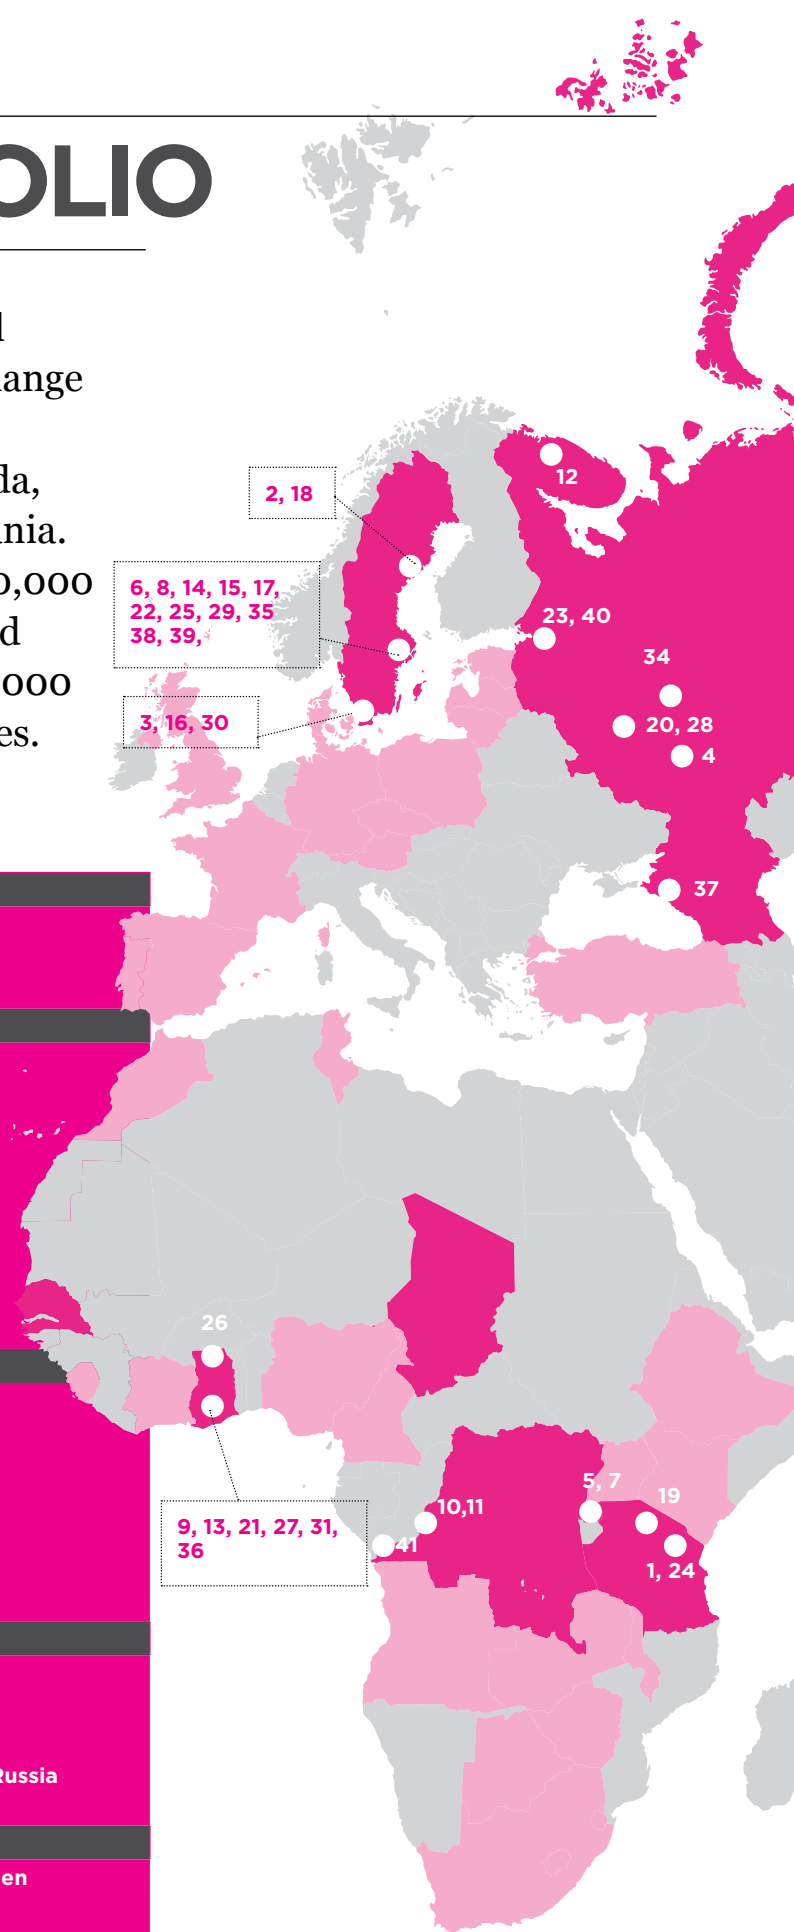 OLIO
l
ange
da,
nia.
0,000
d
000
es.
12
2, 18
6, 8, 14, 15, 17,
22, 25, 29, 35
38, 39,
23, 40
34
3, 16, 30
20, 28
4
37
26
5, 7
19
10,11
9, 13, 21, 27, 31,
36
41
1, 24
Russia
en